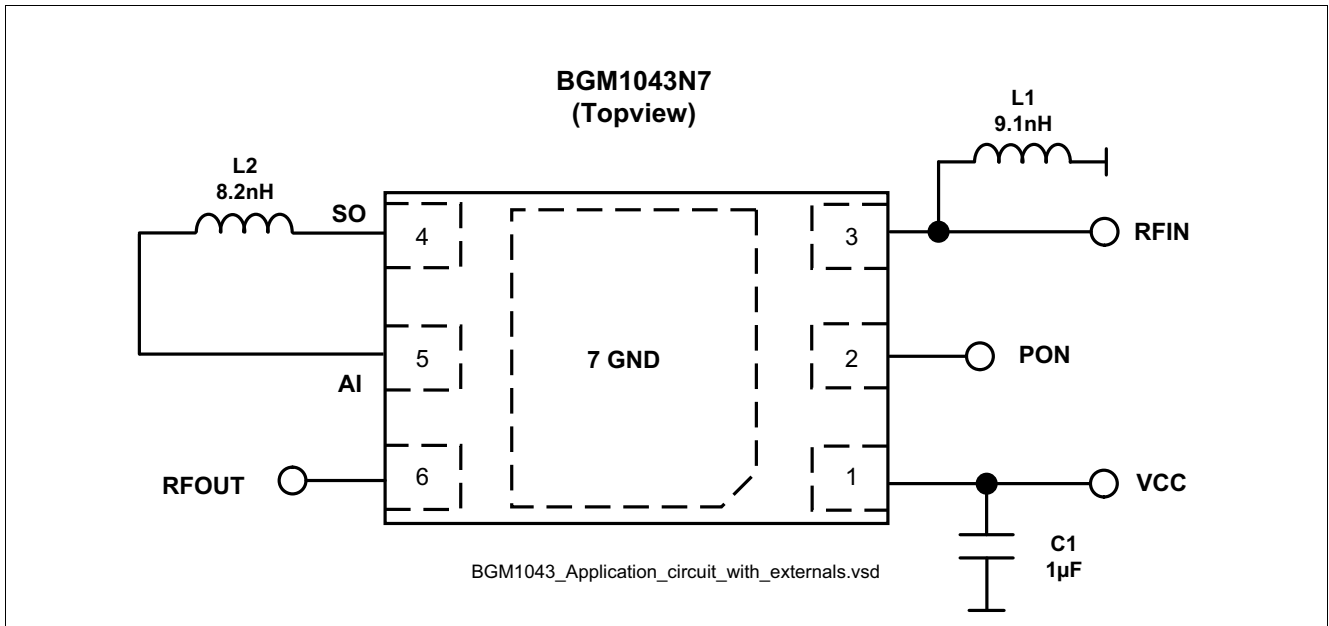 BGM1043N7
(Topview)
L1
9.1nH
L2
8.2nH
SO
4
3
RFIN
5
7 GND
2
PON
AI
RFOUT
6
1
VCC
C1
1µF
BGM1043_Application_circuit_with_externals.vsd